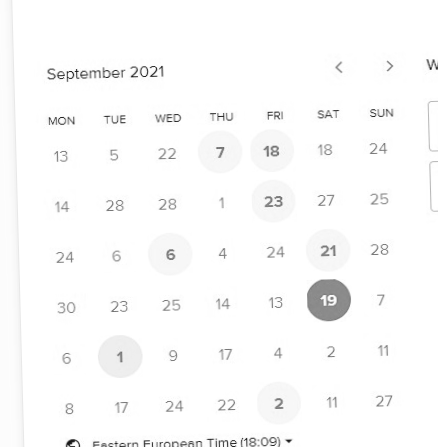 September 2021
W
MON TUE WED THU FRI SAT SUN
13 5 22 7 18 18 24
14 28 28 1 23 27 25
24 6 6 4 24 21 28
30 23 25 14 13 19 7
6 1 9 17 4 2 11
8 17 24 22 2 11 27
Eastern European Time (18:09)